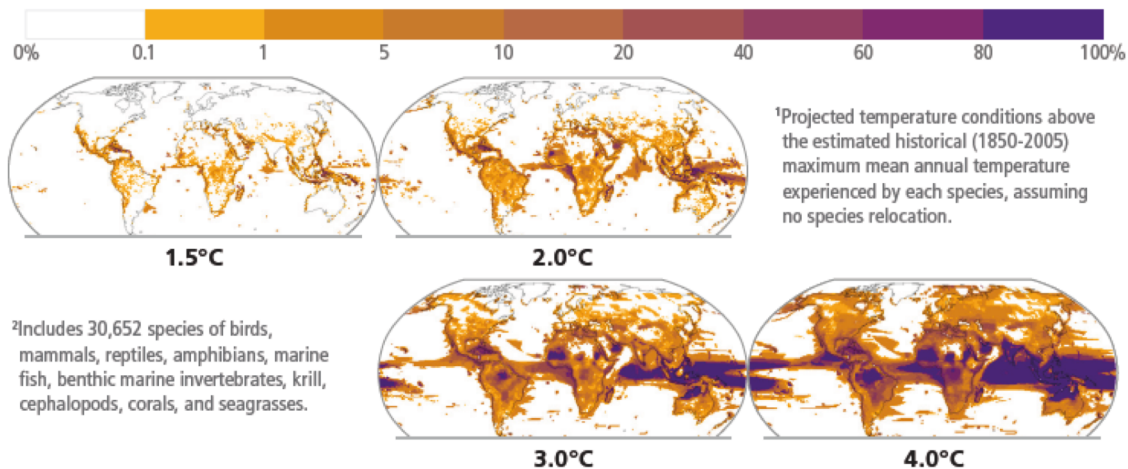 0% 0.1 1 5 10 20 40 60 80 100%
¹Projected temperature conditions above
the estimated historical (1850-2005)
maximum mean annual temperature
experienced by each species, assuming
no species relocation.
1.5°C 2.0°C
²Includes 30,652 species of birds,
mammals, reptiles, amphibians, marine
fish, benthic marine invertebrates, krill,
cephalopods, corals, and seagrasses.
3.0°C 4.0°C